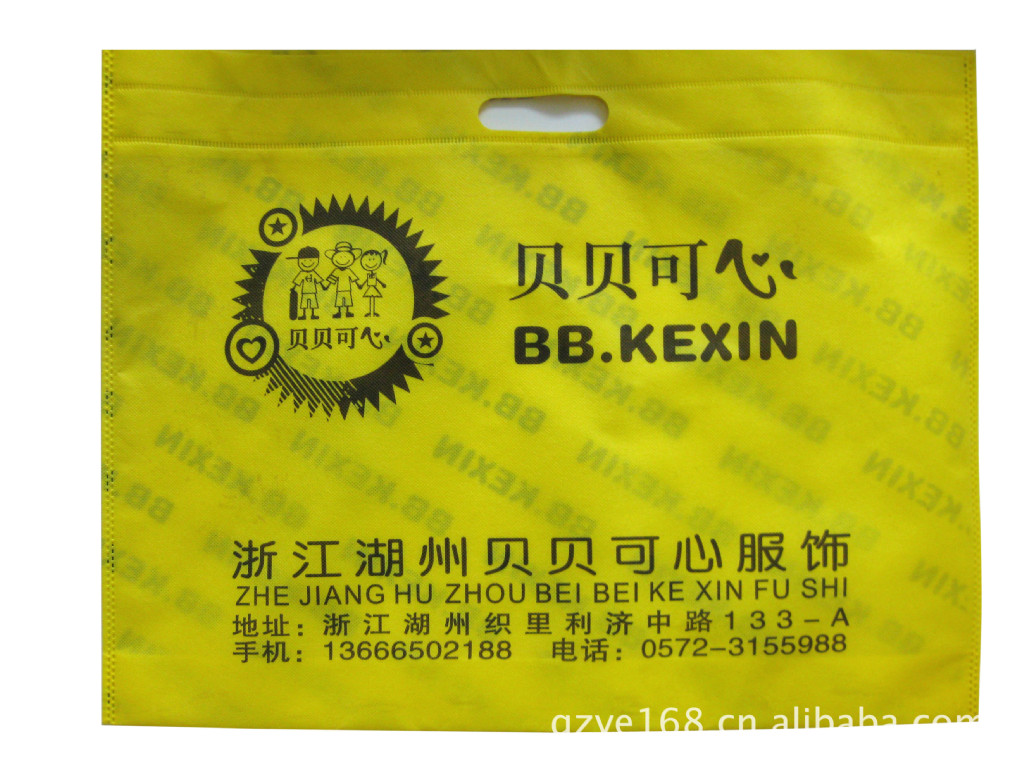 贝贝可心
贝贝可心
BB.KEXIN
浙江湖州贝贝可心服饰
ZHE JIANG HU ZHOU BEI BEI KE XIN FU SHI
地址：浙江湖州织里利济中路133-A
手机：13666502188 电话：0572-3155988
gzye168.cn.alibaba.com